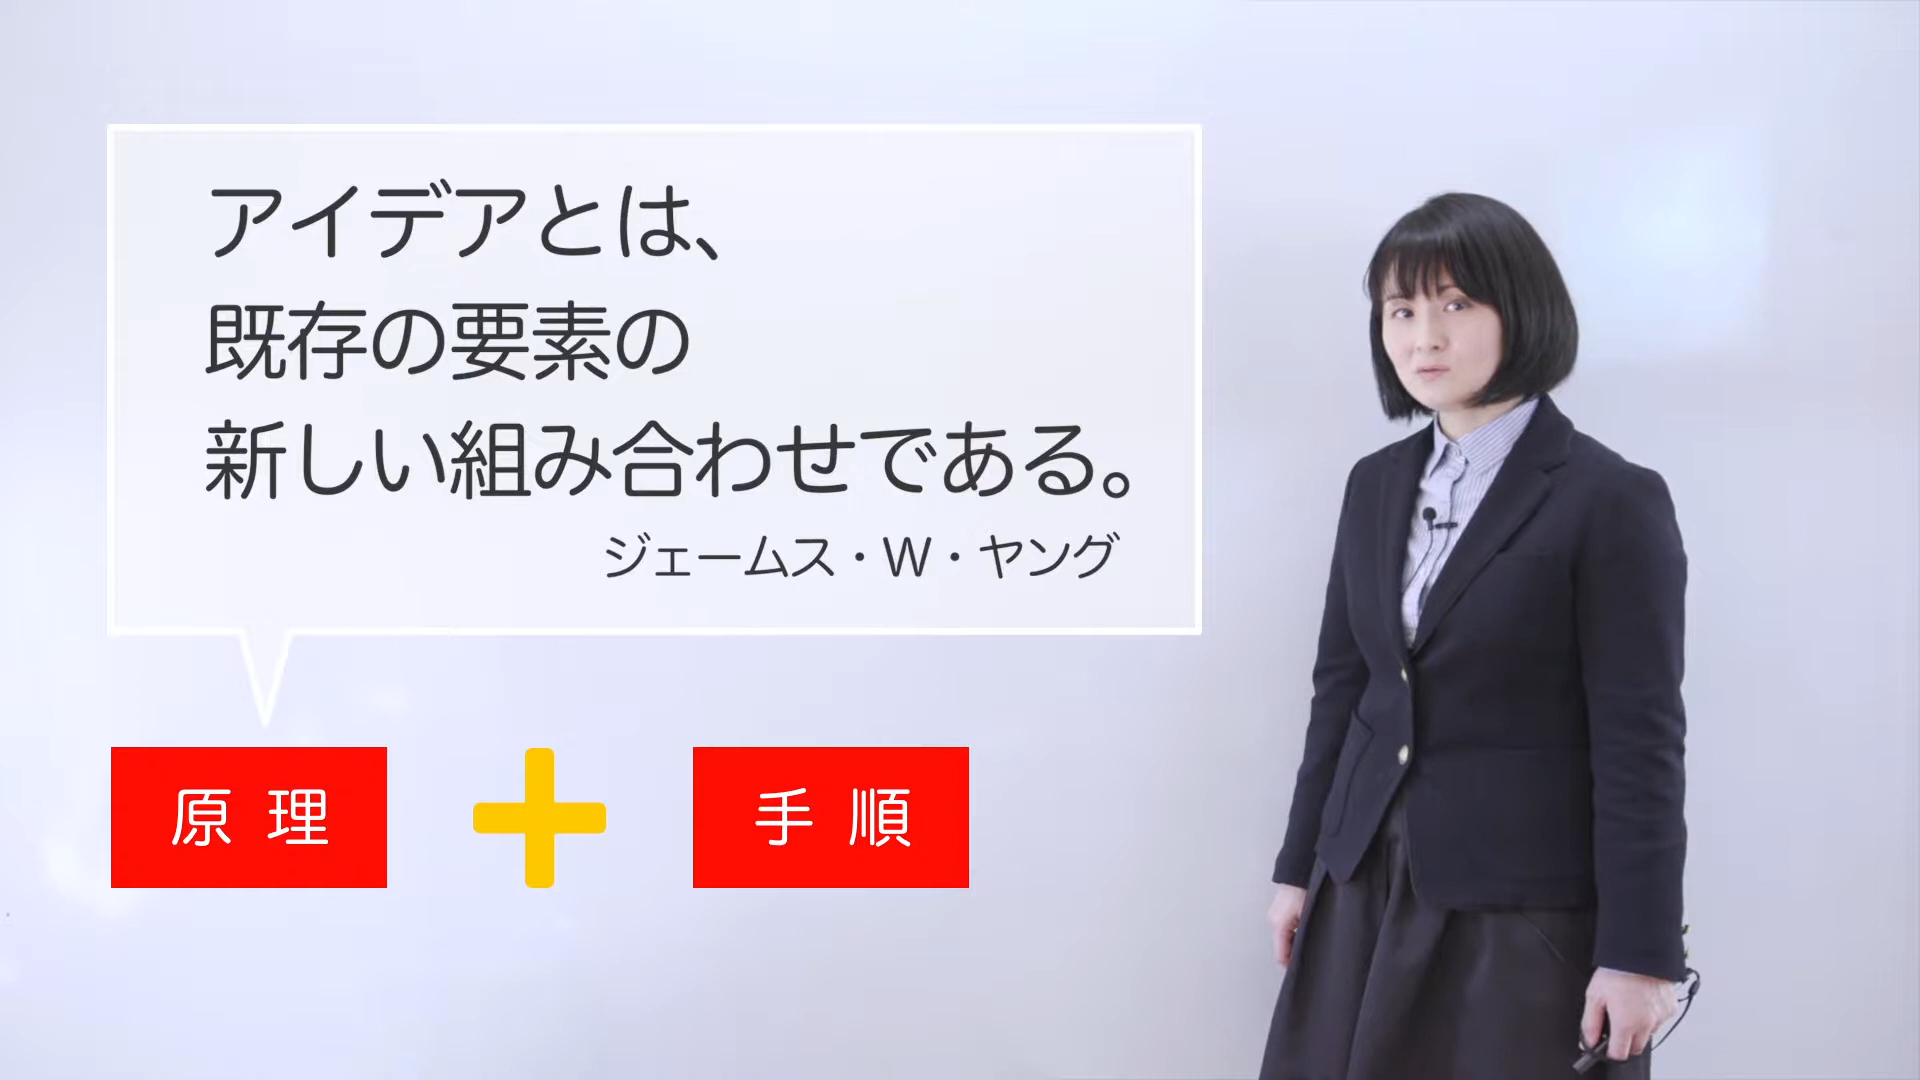 アイデアとは、
既存の要素の
新しい組み合わせである。
ジェームス・W・ヤング
原理
手順